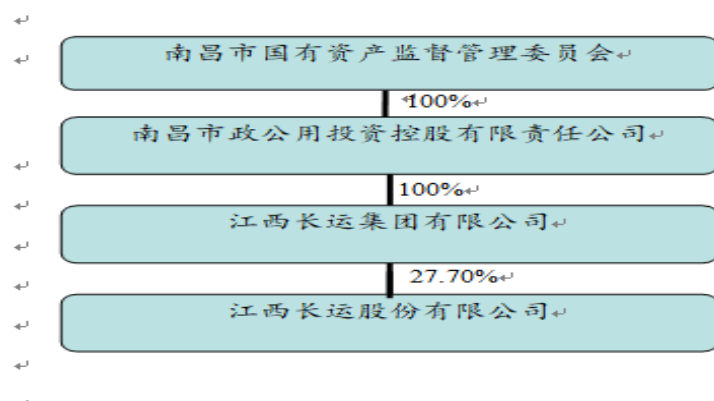 南昌市国有资产监督管理委员会
100%
南昌市政公用投资控股有限责任公司
100%
江西长运集团有限公司
27.70%
江西长运股份有限公司